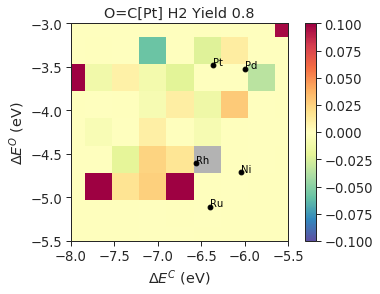 O=C[Pt] H2 Yield 0.8
−3.0
−3.5
−4.0
−4.5
−5.0
−5.5
ΔE^O (eV)
Pt
Pd
Rh
Ni
Ru
0.100
0.075
0.050
0.025
0.000
−0.025
−0.050
−0.075
−0.100
−8.0 −7.5 −7.0 −6.5 −6.0 −5.5
ΔE^C (eV)